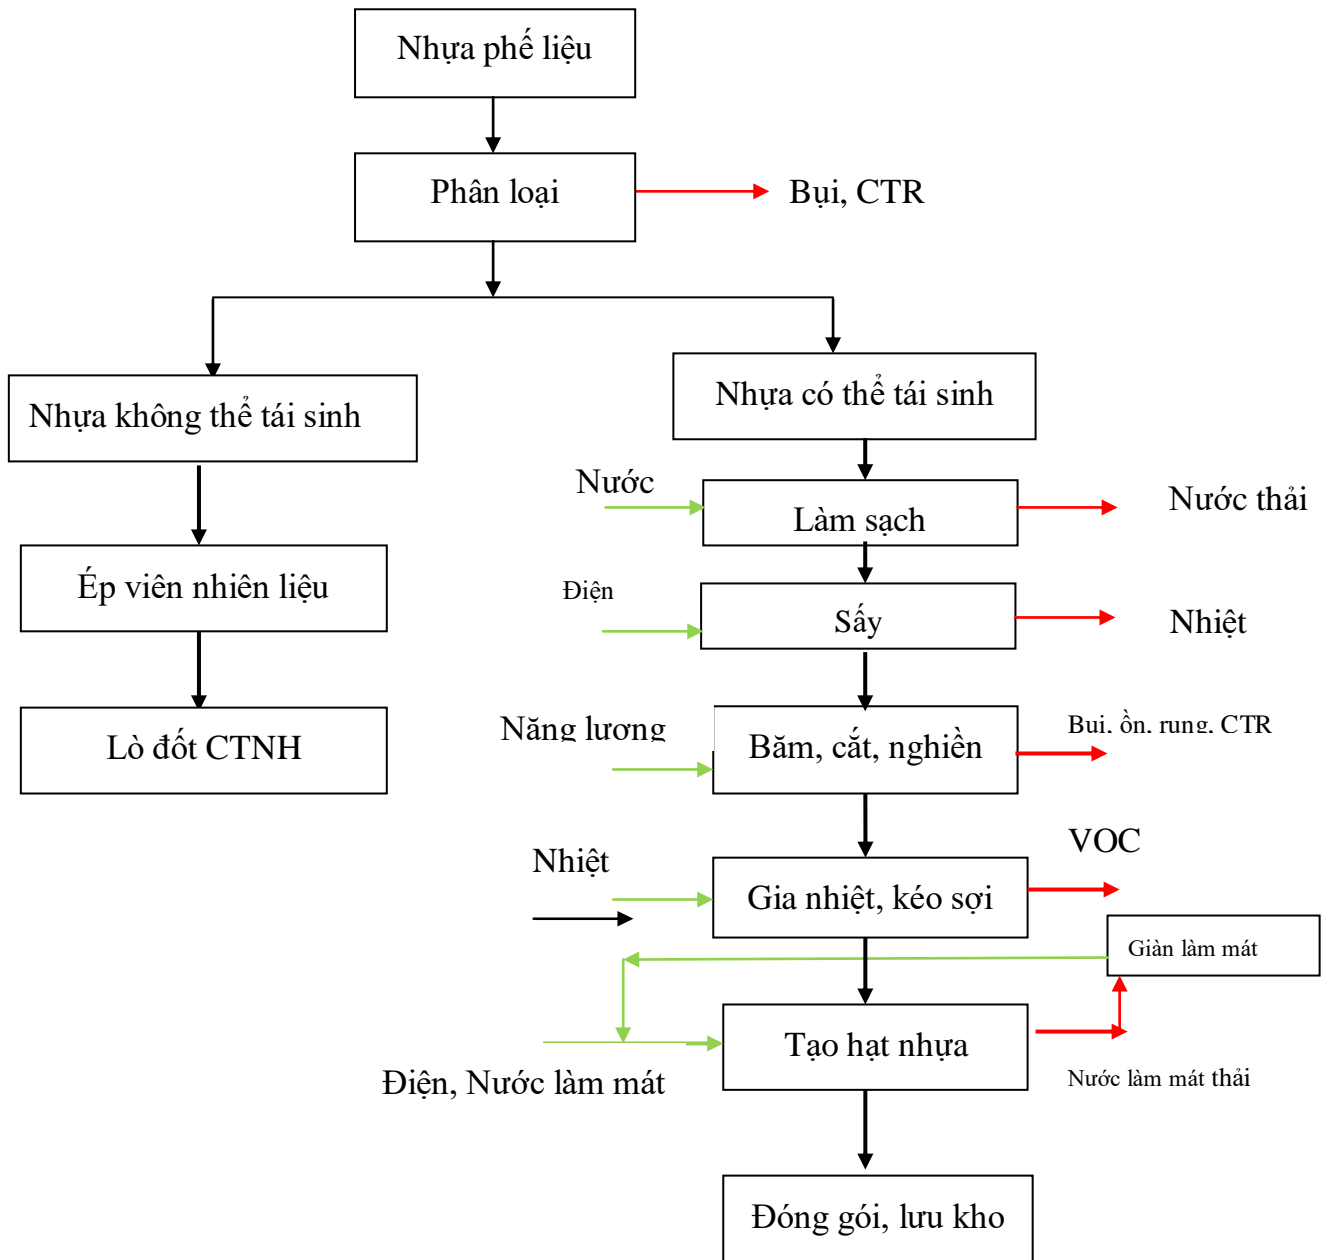 Nhựa phế liệu
Phân loại
Bụi, CTR
Nhựa không thể tái sinh
Nhựa có thể tái sinh
Nước
Làm sạch
Nước thải
Ép viên nhiên liệu
Điện
Sấy
Nhiệt
Lò đốt CTNH
Năng lượng
Băm, cắt, nghiền
Bụi, ồn, rung, CTR
Nhiệt
Gia nhiệt, kéo sợi
VOC
Giàn làm mát
Tạo hạt nhựa
Điện, Nước làm mát
Nước làm mát thải
Đóng gói, lưu kho